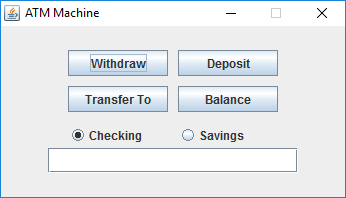 ATM Machine
Withdraw Deposit
Transfer To Balance
Checking Savings